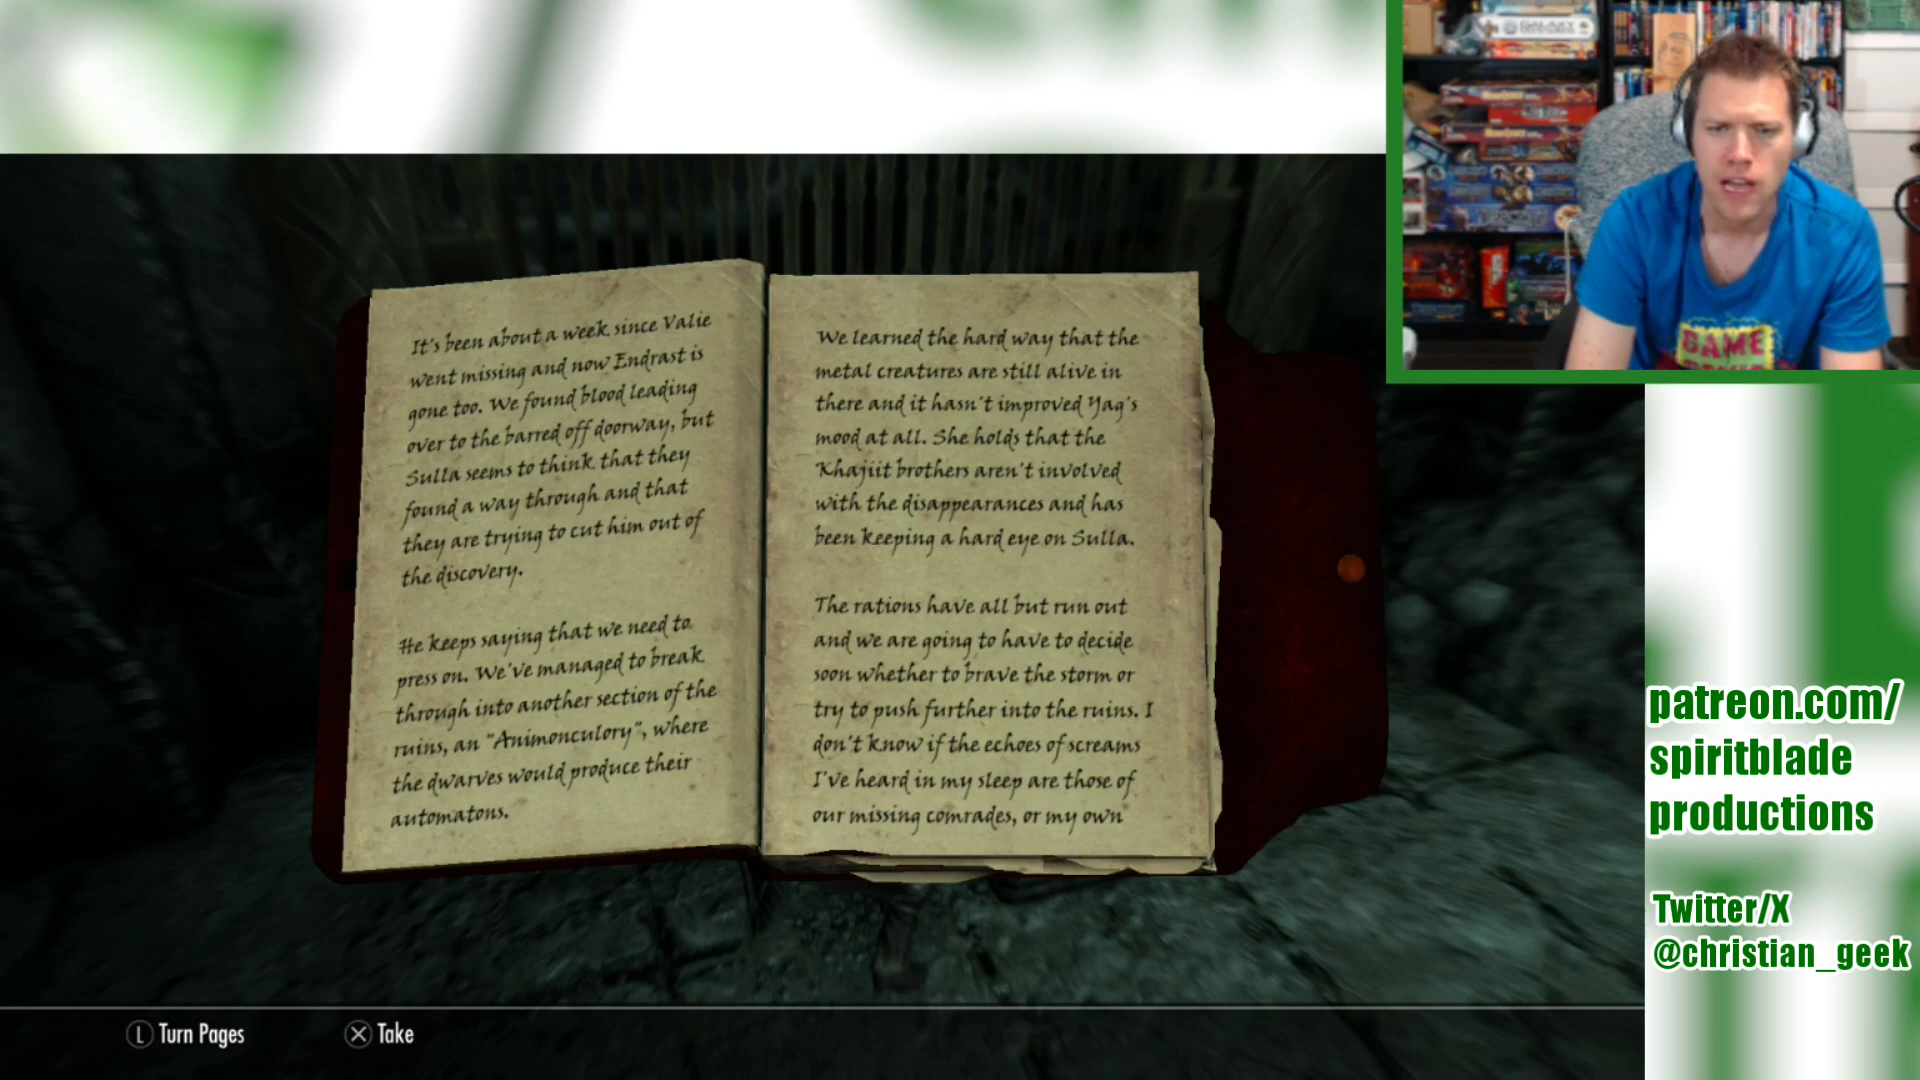 It's been about a week since Valie
went missing and now Endrast is
gone too. We found blood leading
over to the barred off doorway, but
Sulla seems to think that they
found a way through and that
they are trying to cut him out of
the discovery.
He keeps saying that we need to
press on. We've managed to break
through into another section of the
ruins, an "Animonculory", where
the dwarves would produce their
automatons.
We learned the hard way that the
metal creatures are still alive in
there and it hasn't improved Yag's
mood at all. She holds that the
Khajiit brothers aren't involved
with the disappearances and has
been keeping a hard eye on Sulla.
The rations have all but run out
and we are going to have to decide
soon whether to brave the storm or
try to push further into the ruins. I
don't know if the echoes of screams
I've heard in my sleep are those of
our missing comrades, or my own
L Turn Pages
X Take
GALAXY
GAME
patreon.com/
spiritblade
productions
Twitter/X
@christian_geek